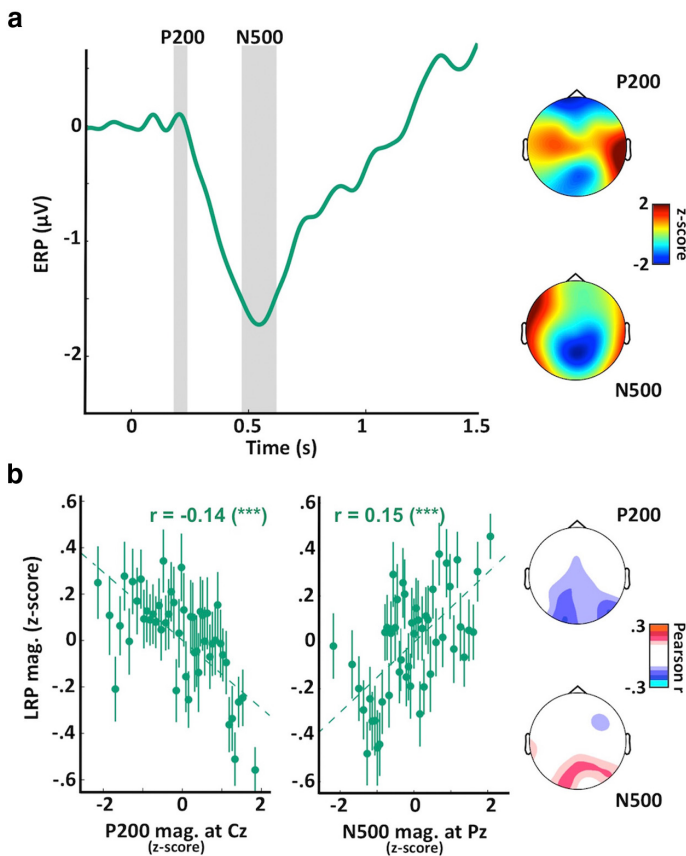 a
P200
N500
0
-1
-2
ERP (μV)
0
0.5
1
1.5
Time (s)
P200
2
-2
z-score
N500
b
.6
.4
.2
0
-.2
-.4
-.6
LRP mag. (z-score)
r = -0.14 (***)
-2
0
2
P200 mag. at Cz
(z-score)
.6
.4
.2
0
-.2
-.4
-.6
r = 0.15 (***)
-2
0
2
N500 mag. at Pz
(z-score)
P200
.3
-.3
Pearson r
N500